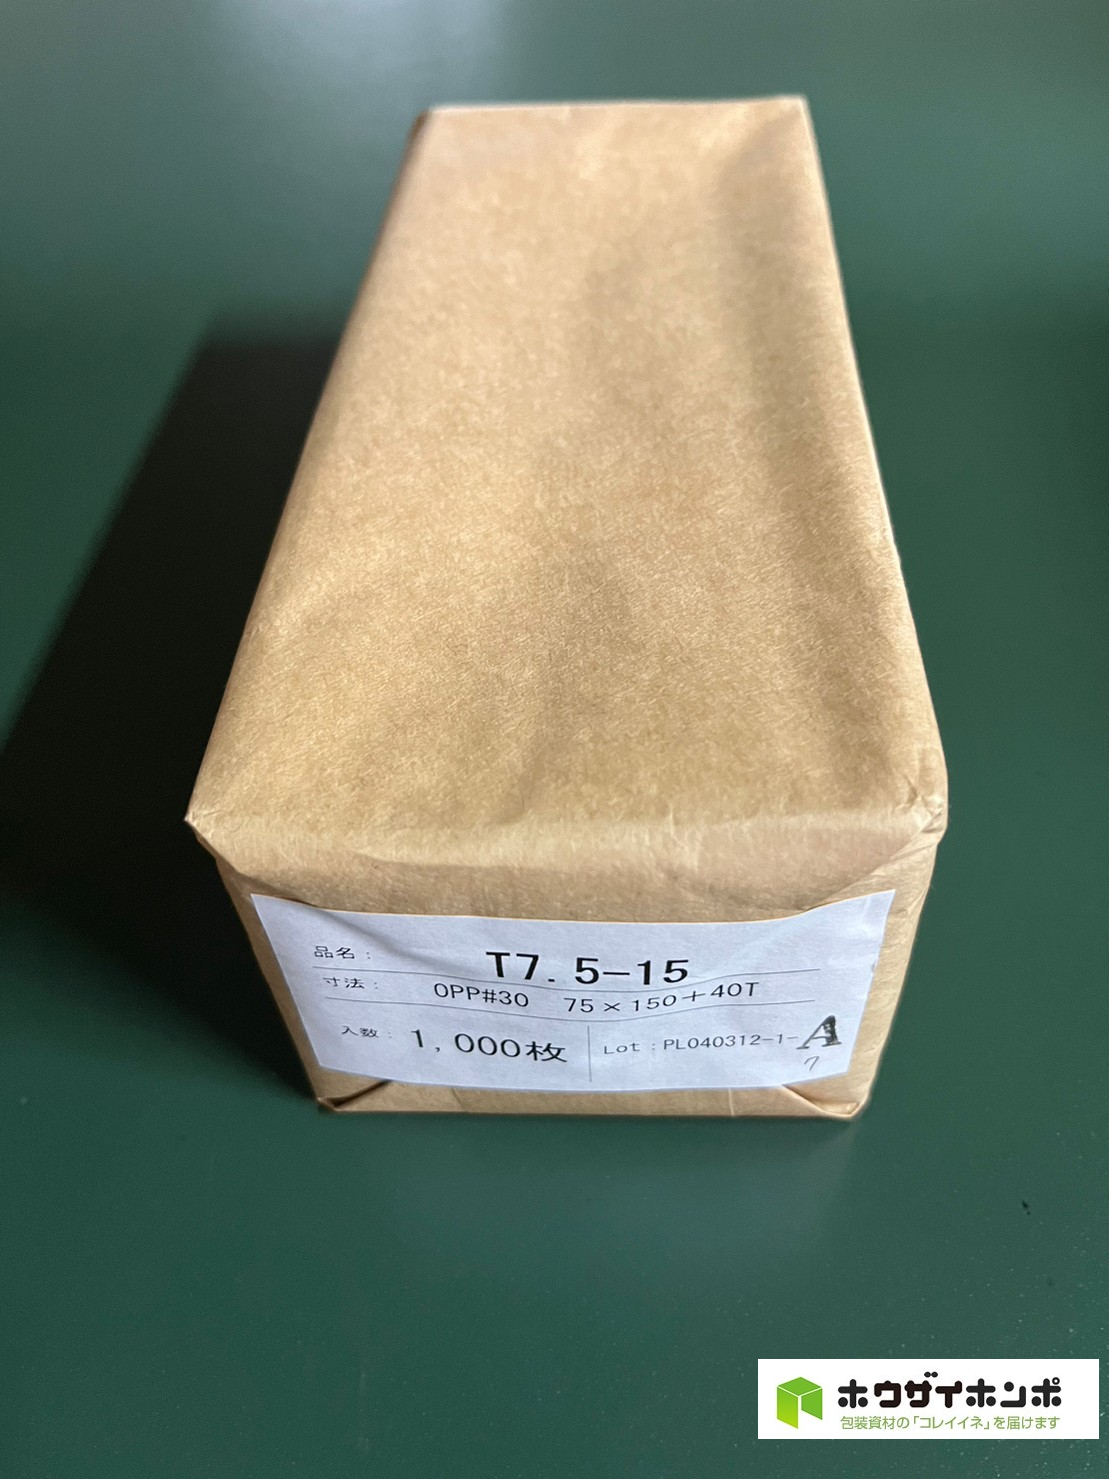 品名： T7.5-15
寸法： OPP#30 75×150+40T
入数： 1,000枚 Lot：PL040312-1-A
7
ホウザイホンポ
包装資材の「コレイイネ」を届けます